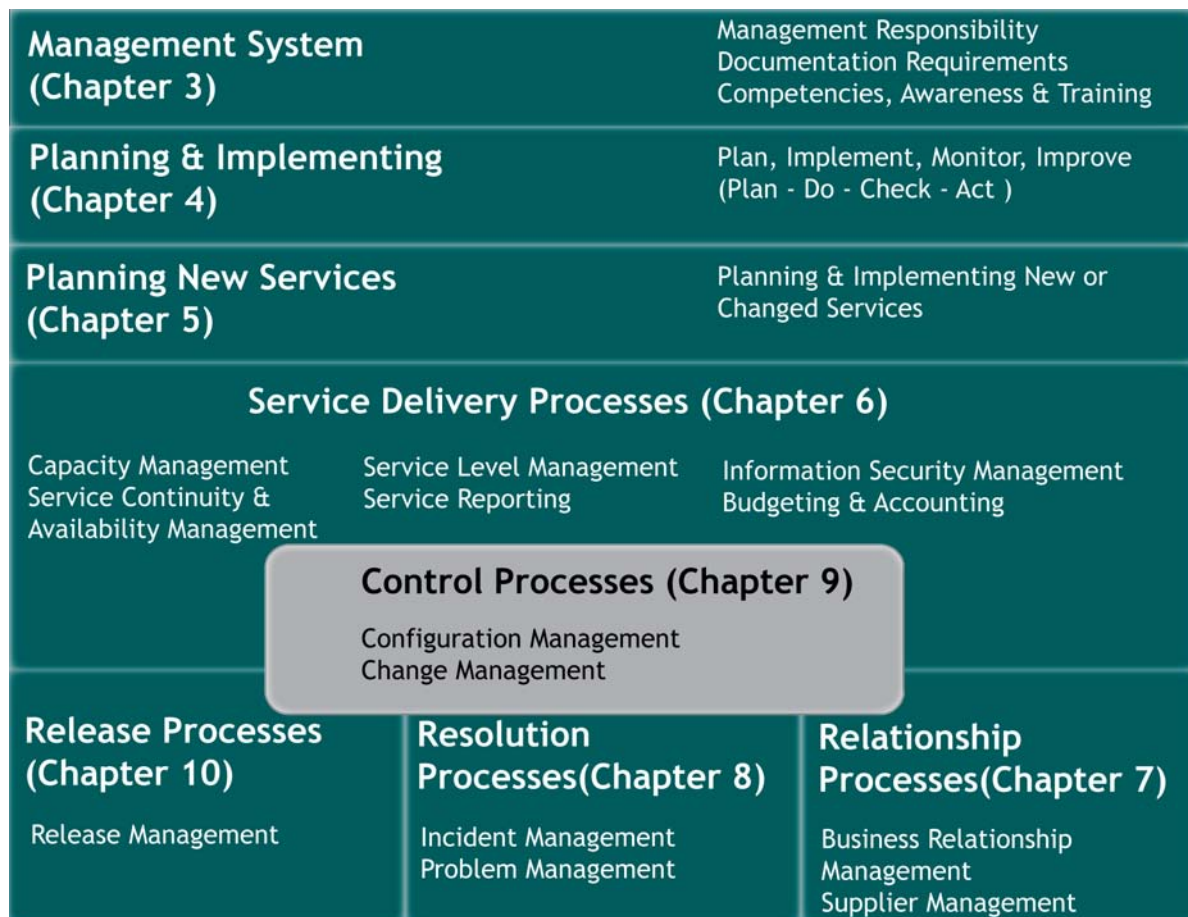 Management System
(Chapter 3)
Management Responsibility
Documentation Requirements
Competencies, Awareness & Training
Planning & Implementing
(Chapter 4)
Plan, Implement, Monitor, Improve
(Plan - Do - Check - Act )
Planning New Services
(Chapter 5)
Planning & Implementing New or
Changed Services
Service Delivery Processes (Chapter 6)
Capacity Management
Service Continuity &
Availability Management
Service Level Management
Service Reporting
Information Security Management
Budgeting & Accounting
Control Processes (Chapter 9)
Configuration Management
Change Management
Release Processes
(Chapter 10)
Release Management
Resolution
Processes(Chapter 8)
Incident Management
Problem Management
Relationship
Processes(Chapter 7)
Business Relationship
Management
Supplier Management